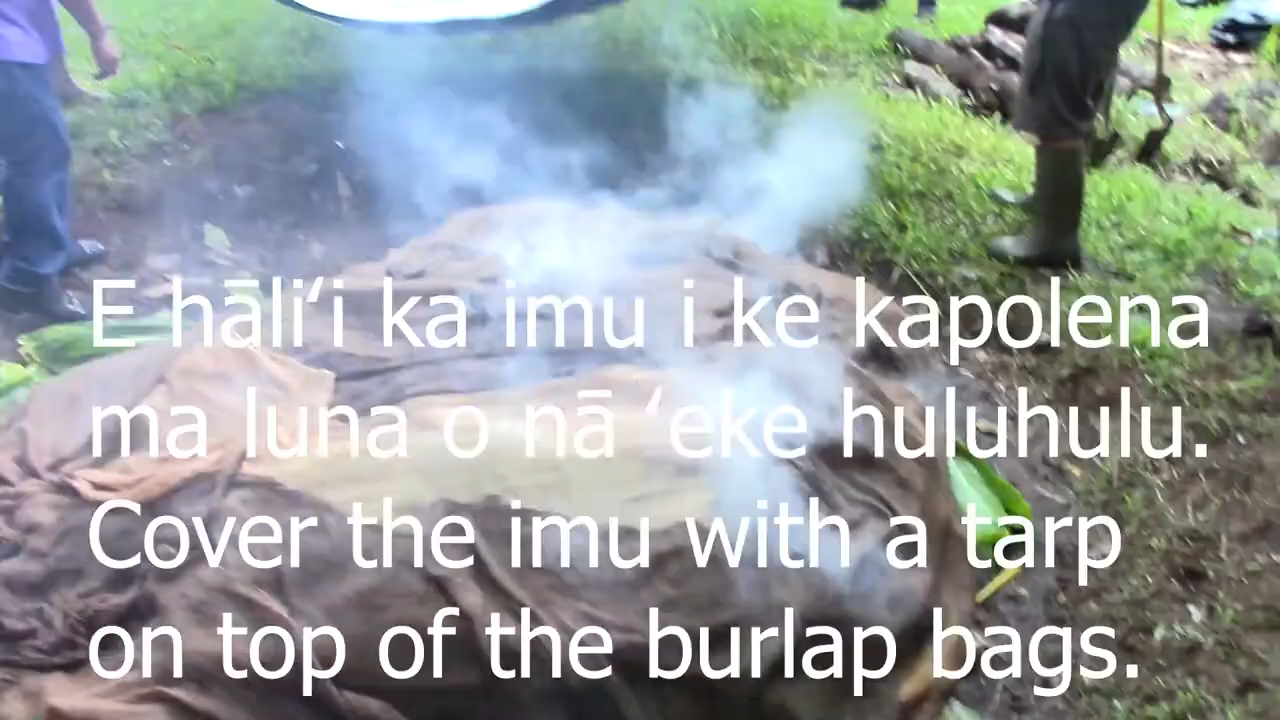 E hāliʻi ka imu i ke kapolena
ma luna o nā ʻeke huluhulu.
Cover the imu with a tarp
on top of the burlap bags.